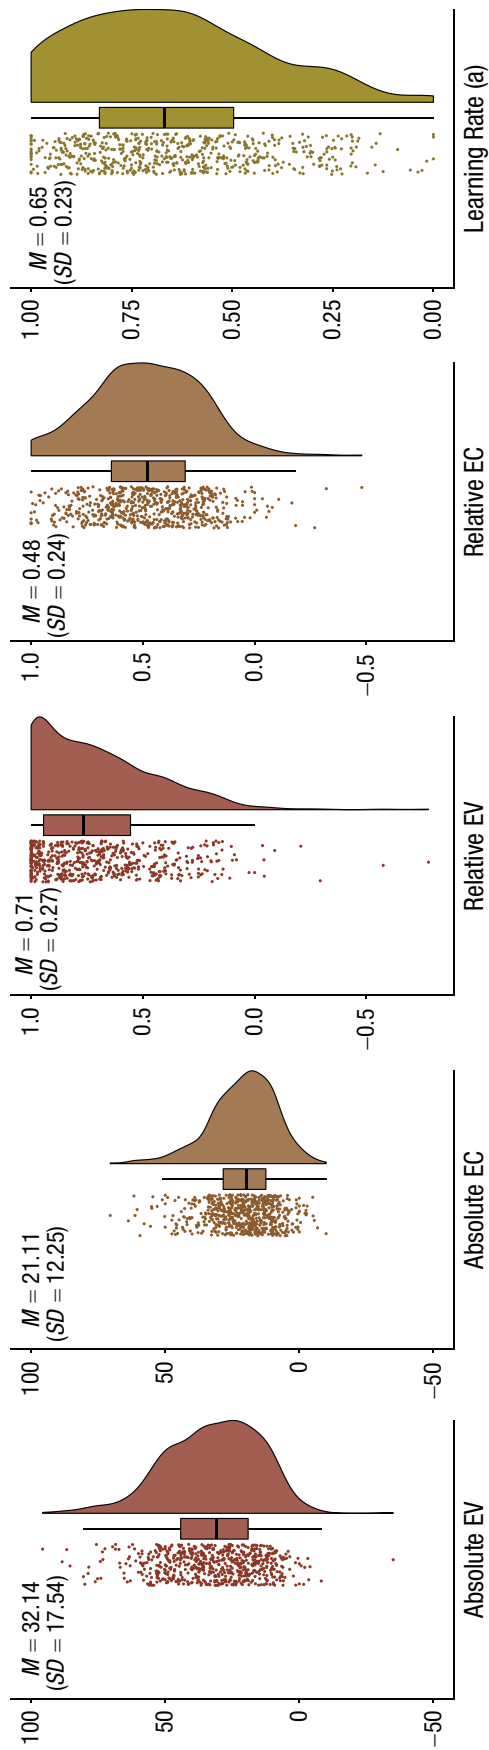 M = 32.14
(SD = 17.54)
100
50
0
−50
Absolute EV
M = 21.11
(SD = 12.25)
100
50
0
−50
Absolute EC
M = 0.71
(SD = 0.27)
1.0
0.5
0.0
−0.5
Relative EV
M = 0.48
(SD = 0.24)
1.0
0.5
0.0
−0.5
Relative EC
M = 0.65
(SD = 0.23)
1.00
0.75
0.50
0.25
0.00
Learning Rate (a)